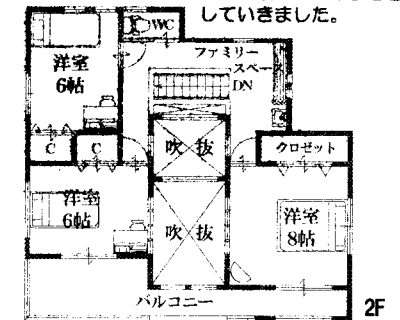 していきました。
WC
ファミリー
スペース
DN
洋室
6帖
C
C
吹 抜
クロゼット
洋室
6帖
吹 抜
洋室
8帖
バルコニー
2F